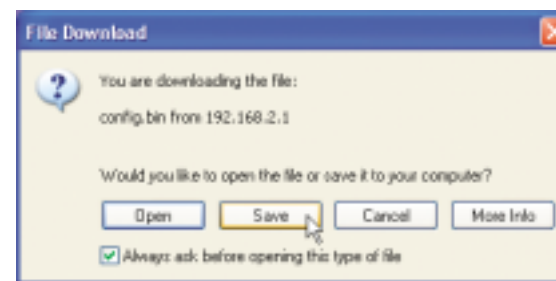 File Download
You are downloading the file:
config.bin from 192.168.2.1
Would you like to open the file or save it to your computer?
Open Save Cancel More Info
Always ask before opening this type of file